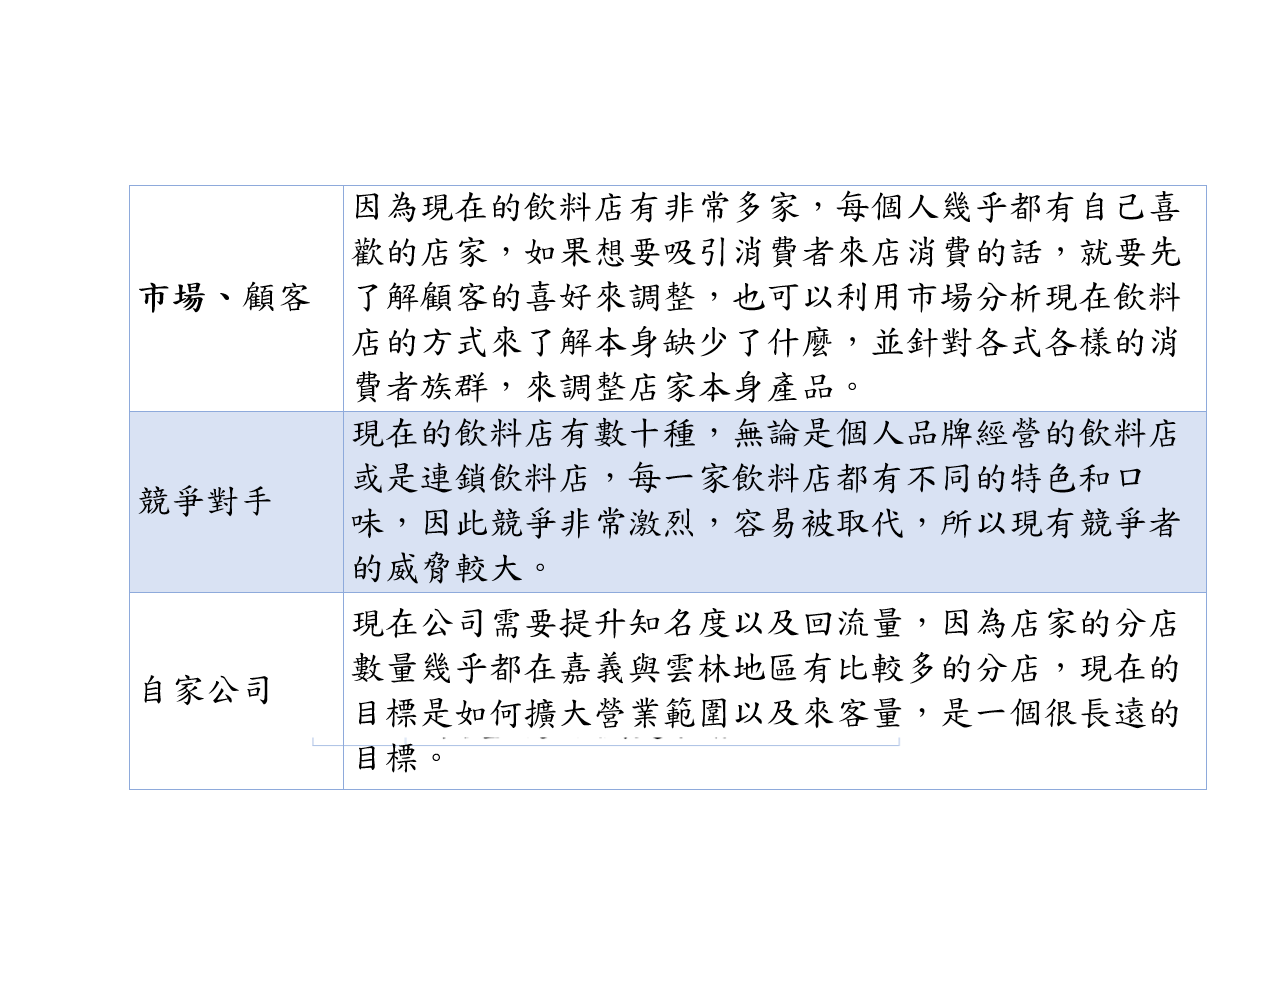 市場、顧客
因為現在的飲料店有非常多家，每個人幾乎都有自己喜
歡的店家，如果想要吸引消費者來店消費的話，就要先
了解顧客的喜好來調整，也可以利用市場分析現在飲料
店的方式來了解本身缺少了什麼，並針對各式各樣的消
費者族群，來調整店家本身產品。
競爭對手
現在的飲料店有數十種，無論是個人品牌經營的飲料店
或是連鎖飲料店，每一家飲料店都有不同的特色和口
味，因此競爭非常激烈，容易被取代，所以現有競爭者
的威脅較大。
自家公司
現在公司需要提升知名度以及回流量，因為店家的分店
數量幾乎都在嘉義與雲林地區有比較多的分店，現在的
目標是如何擴大營業範圍以及來客量，是一個很長遠的
目標。